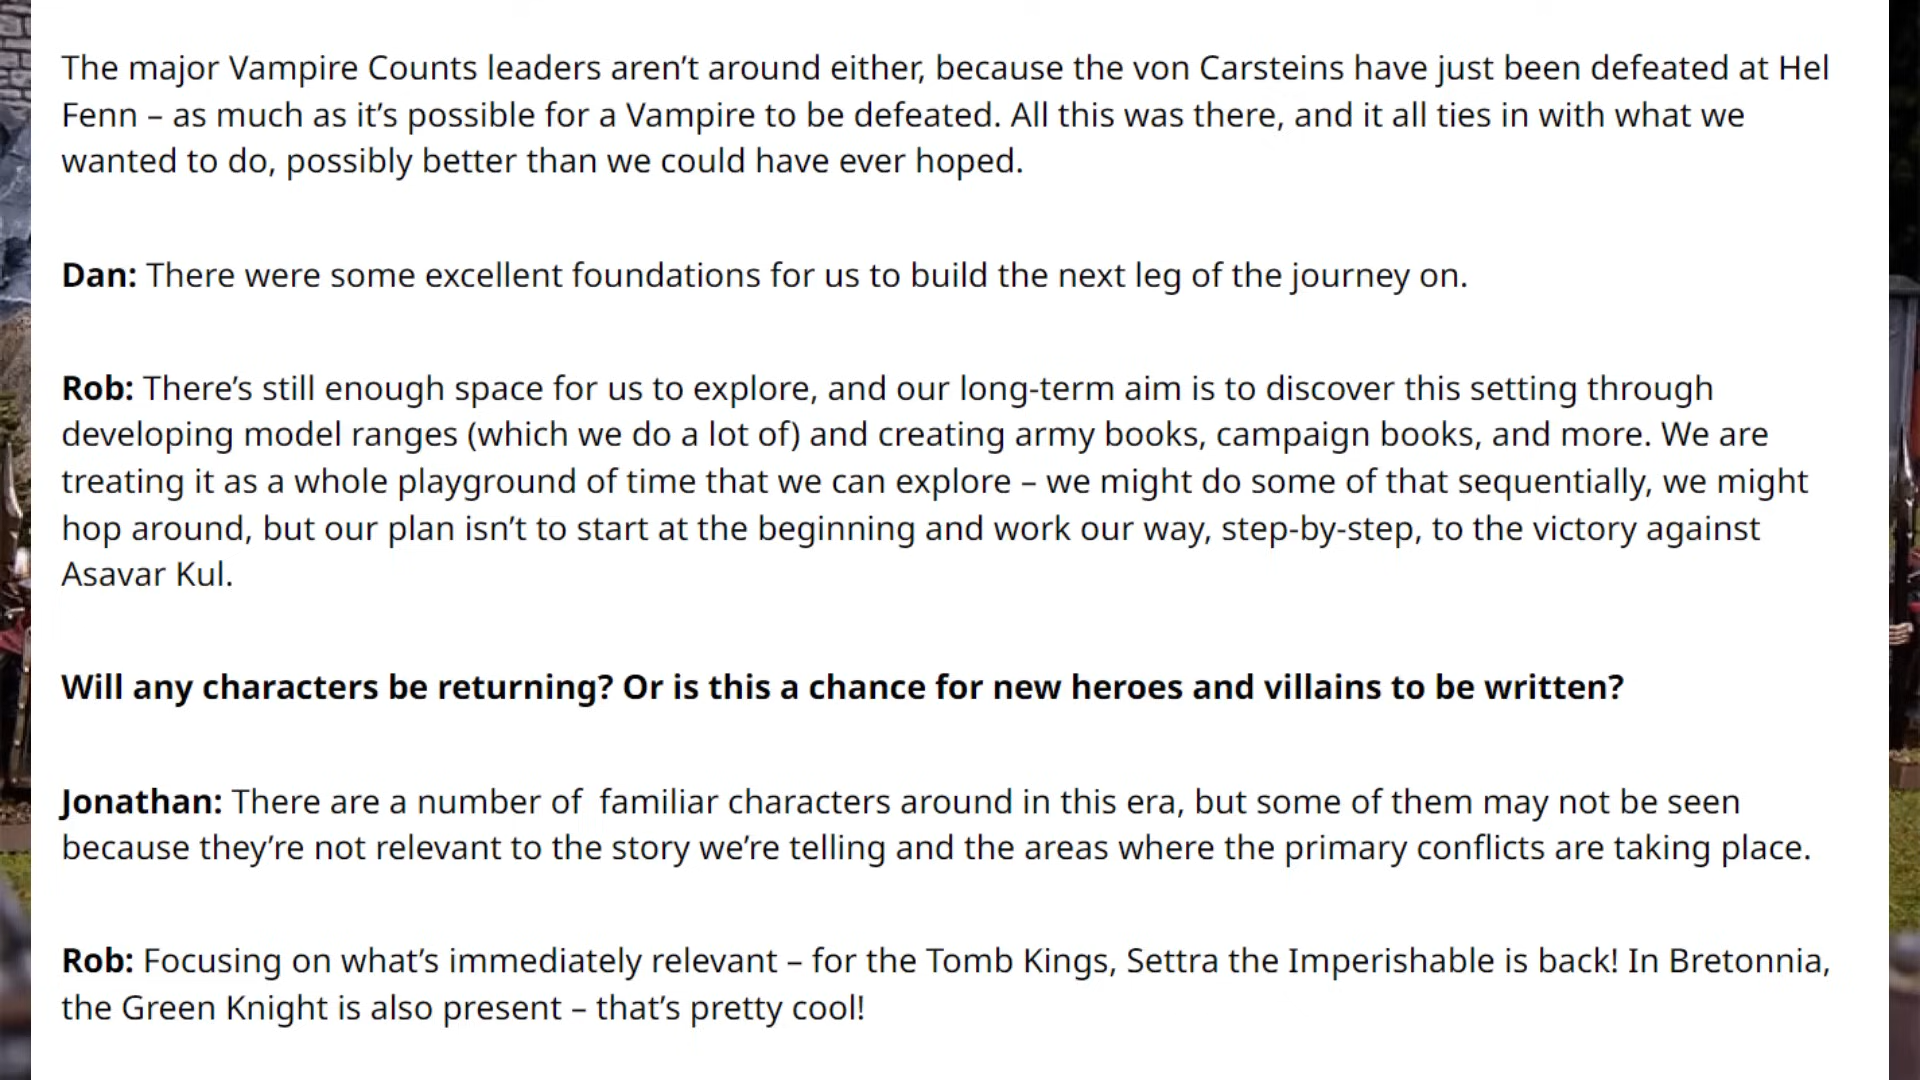 The major Vampire Counts leaders aren’t around either, because the von Carsteins have just been defeated at Hel
Fenn – as much as it’s possible for a Vampire to be defeated. All this was there, and it all ties in with what we
wanted to do, possibly better than we could have ever hoped.
Dan: There were some excellent foundations for us to build the next leg of the journey on.
Rob: There’s still enough space for us to explore, and our long-term aim is to discover this setting through
developing model ranges (which we do a lot of) and creating army books, campaign books, and more. We are
treating it as a whole playground of time that we can explore – we might do some of that sequentially, we might
hop around, but our plan isn’t to start at the beginning and work our way, step-by-step, to the victory against
Asavar Kul.
Will any characters be returning? Or is this a chance for new heroes and villains to be written?
Jonathan: There are a number of  familiar characters around in this era, but some of them may not be seen
because they’re not relevant to the story we’re telling and the areas where the primary conflicts are taking place.
Rob: Focusing on what’s immediately relevant – for the Tomb Kings, Settra the Imperishable is back! In Bretonnia,
the Green Knight is also present – that’s pretty cool!